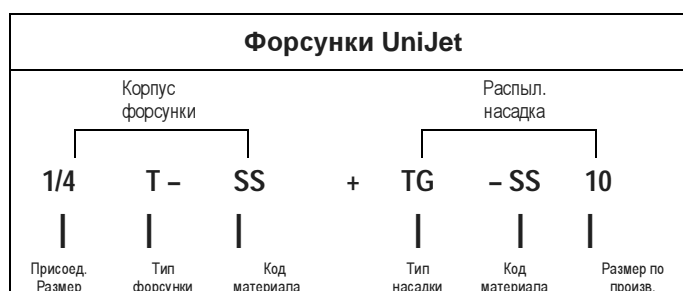 Форсунки UniJet
Корпус форсунки
Распыл. насадка
1/4 T – SS + TG – SS 10
Присоед. Размер
Тип форсунки
Код материала
Тип насадки
Код материала
Размер по произв.